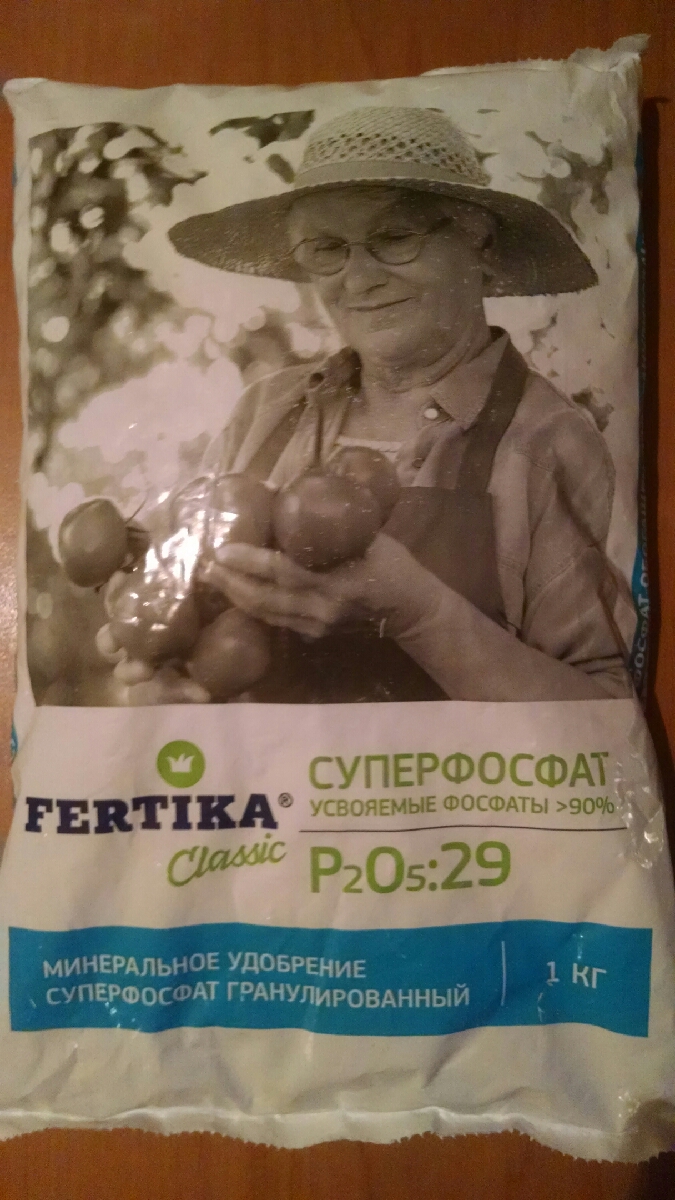 FERTIKA®
Classic
СУПЕРФОСФАТ
УСВОЯЕМЫЕ ФОСФАТЫ >90%
P2O5:29
МИНЕРАЛЬНОЕ УДОБРЕНИЕ
СУПЕРФОСФАТ ГРАНУЛИРОВАННЫЙ
1 КГ